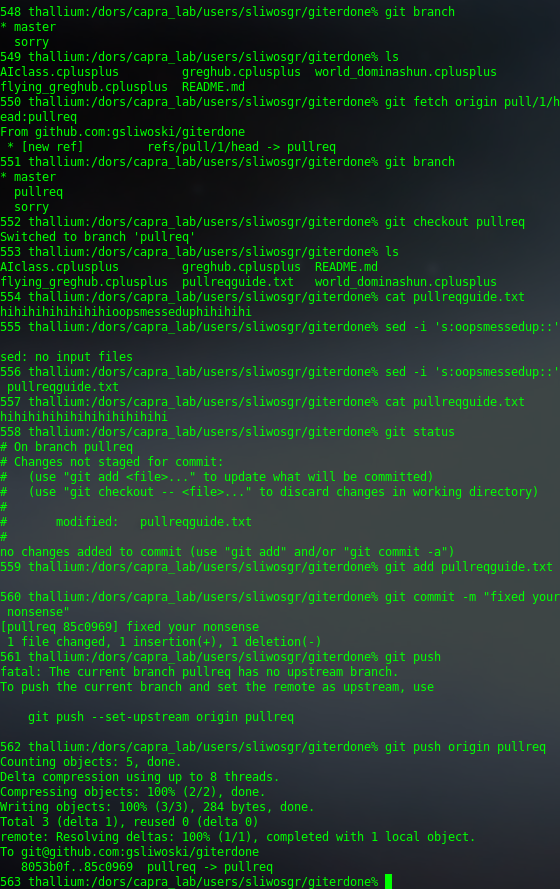 548 thallium:/dors/capra_lab/users/sliwosgr/giterdone% git branch
* master
  sorry
549 thallium:/dors/capra_lab/users/sliwosgr/giterdone% ls
AIclass.cplusplus         greghub.cplusplus  world_dominashun.cplusplus
flying_greghub.cplusplus  README.md
550 thallium:/dors/capra_lab/users/sliwosgr/giterdone% git fetch origin pull/1/h
ead:pullreq
From github.com:gsliwoski/giterdone
 * [new ref]         refs/pull/1/head -> pullreq
551 thallium:/dors/capra_lab/users/sliwosgr/giterdone% git branch
* master
  pullreq
  sorry
552 thallium:/dors/capra_lab/users/sliwosgr/giterdone% git checkout pullreq
Switched to branch 'pullreq'
553 thallium:/dors/capra_lab/users/sliwosgr/giterdone% ls
AIclass.cplusplus         greghub.cplusplus  README.md
flying_greghub.cplusplus  pullreqguide.txt   world_dominashun.cplusplus
554 thallium:/dors/capra_lab/users/sliwosgr/giterdone% cat pullreqguide.txt
hihihihihihihihioopsmesseduphihihihi
555 thallium:/dors/capra_lab/users/sliwosgr/giterdone% sed -i 's:oopsmessedup::'
sed: no input files
556 thallium:/dors/capra_lab/users/sliwosgr/giterdone% sed -i 's:oopsmessedup::'
 pullreqguide.txt
557 thallium:/dors/capra_lab/users/sliwosgr/giterdone% cat pullreqguide.txt
hihihihihihihihihihihihi
558 thallium:/dors/capra_lab/users/sliwosgr/giterdone% git status
# On branch pullreq
# Changes not staged for commit:
#   (use "git add <file>..." to update what will be committed)
#   (use "git checkout -- <file>..." to discard changes in working directory)
#
#       modified:   pullreqguide.txt
#
no changes added to commit (use "git add" and/or "git commit -a")
559 thallium:/dors/capra_lab/users/sliwosgr/giterdone% git add pullreqguide.txt
560 thallium:/dors/capra_lab/users/sliwosgr/giterdone% git commit -m "fixed your
 nonsense"
[pullreq 85c0969] fixed your nonsense
 1 file changed, 1 insertion(+), 1 deletion(-)
561 thallium:/dors/capra_lab/users/sliwosgr/giterdone% git push
fatal: The current branch pullreq has no upstream branch.
To push the current branch and set the remote as upstream, use
    git push --set-upstream origin pullreq
562 thallium:/dors/capra_lab/users/sliwosgr/giterdone% git push origin pullreq
Counting objects: 5, done.
Delta compression using up to 8 threads.
Compressing objects: 100% (2/2), done.
Writing objects: 100% (3/3), 284 bytes, done.
Total 3 (delta 1), reused 0 (delta 0)
remote: Resolving deltas: 100% (1/1), completed with 1 local object.
To git@github.com:gsliwoski/giterdone
   8053b0f..85c0969  pullreq -> pullreq
563 thallium:/dors/capra_lab/users/sliwosgr/giterdone%